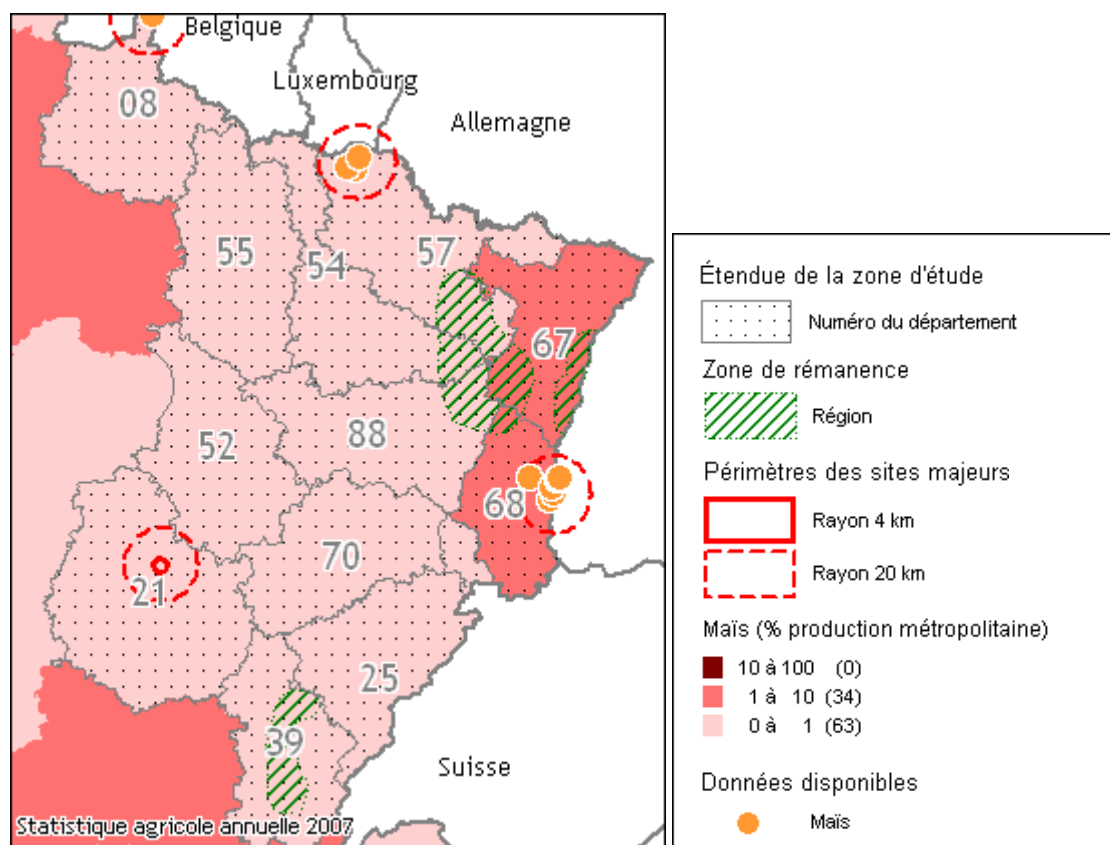 Belgique
Luxembourg
08
Allemagne
55
54
57
67
52
88
68
70
21
25
39
Suisse
Statistique agricole annuelle 2007
Étendue de la zone d'étude
Numéro du département
Zone de rémanence
Région
Périmètres des sites majeurs
Rayon 4 km
Rayon 20 km
Maïs (% production métropolitaine)
10 à 100 (0)
1 à 10 (34)
0 à 1 (63)
Données disponibles
Maïs